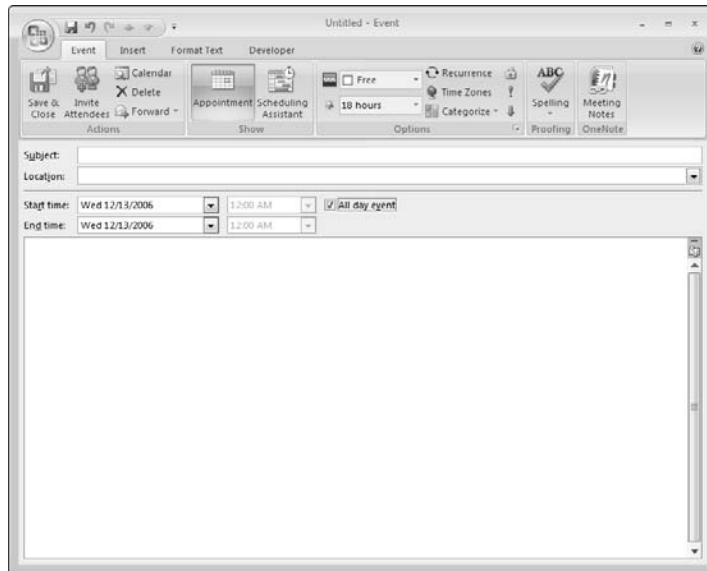 Untitled - Event
Event Insert Format Text Developer
Save & Close
Invite Attendees
Calendar
Delete
Forward
Actions
Appointment
Scheduling Assistant
Show
Free
18 hours
Recurrence
Time Zones
Categorize
Options
ABC
Spelling
Proofing
Meeting Notes
OneNote
Subject:
Location:
Start time: Wed 12/13/2006 12:00 AM All day event
End time: Wed 12/13/2006 12:00 AM